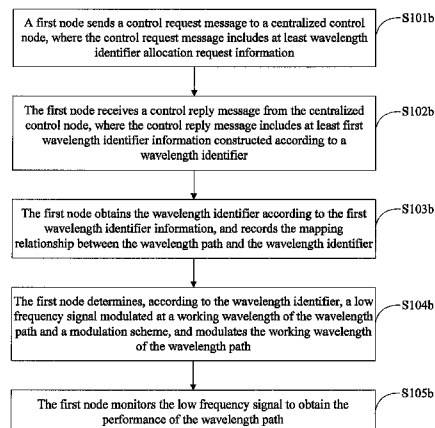 A first node sends a control request message to a centralized control
node, where the control request message includes at least wavelength
identifier allocation request information
S101b
The first node receives a control reply message from the centralized
control node, where the control reply message includes at least first
wavelength identifier information constructed according to a
wavelength identifier
S102b
The first node obtains the wavelength identifier according to the first
wavelength identifier information, and records the mapping
relationship between the wavelength path and the wavelength identifier
S103b
The first node determines, according to the wavelength identifier, a low
frequency signal modulated at a working wavelength of the wavelength
path and a modulation scheme, and modulates the working wavelength
of the wavelength path
S104b
The first node monitors the low frequency signal to obtain the
performance of the wavelength path
S105b